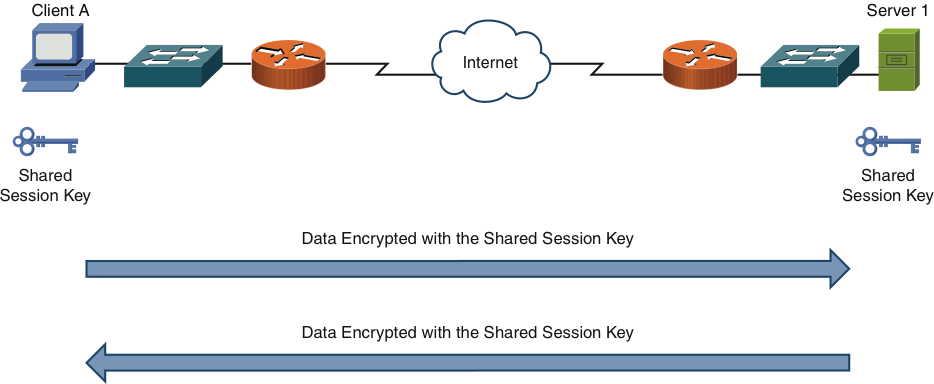 Client A
Server 1
Internet
Shared
Session Key
Shared
Session Key
Data Encrypted with the Shared Session Key
Data Encrypted with the Shared Session Key